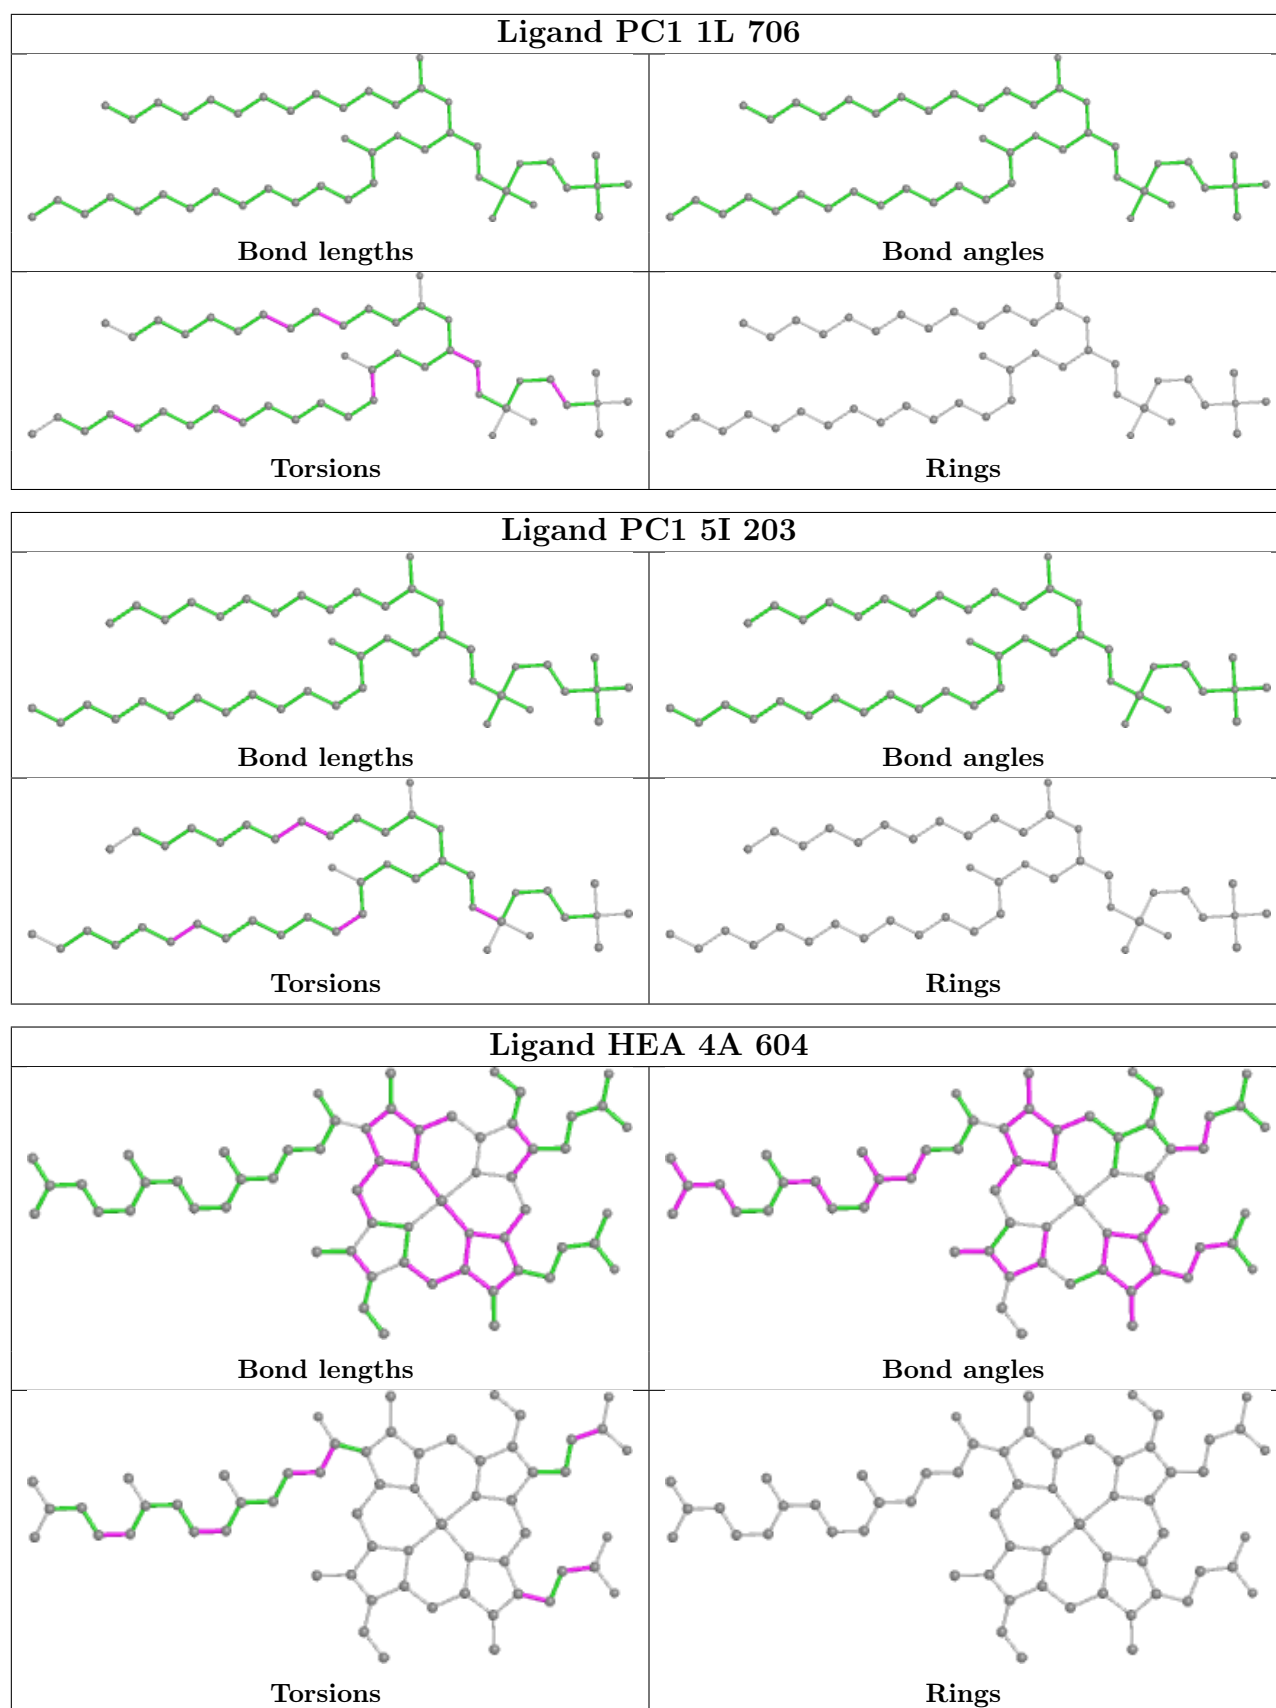 Ligand PC1 1L 706
Bond lengths
Bond angles
Torsions
Rings
Ligand PC1 5I 203
Bond lengths
Bond angles
Torsions
Rings
Ligand HEA 4A 604
Bond lengths
Bond angles
Torsions
Rings